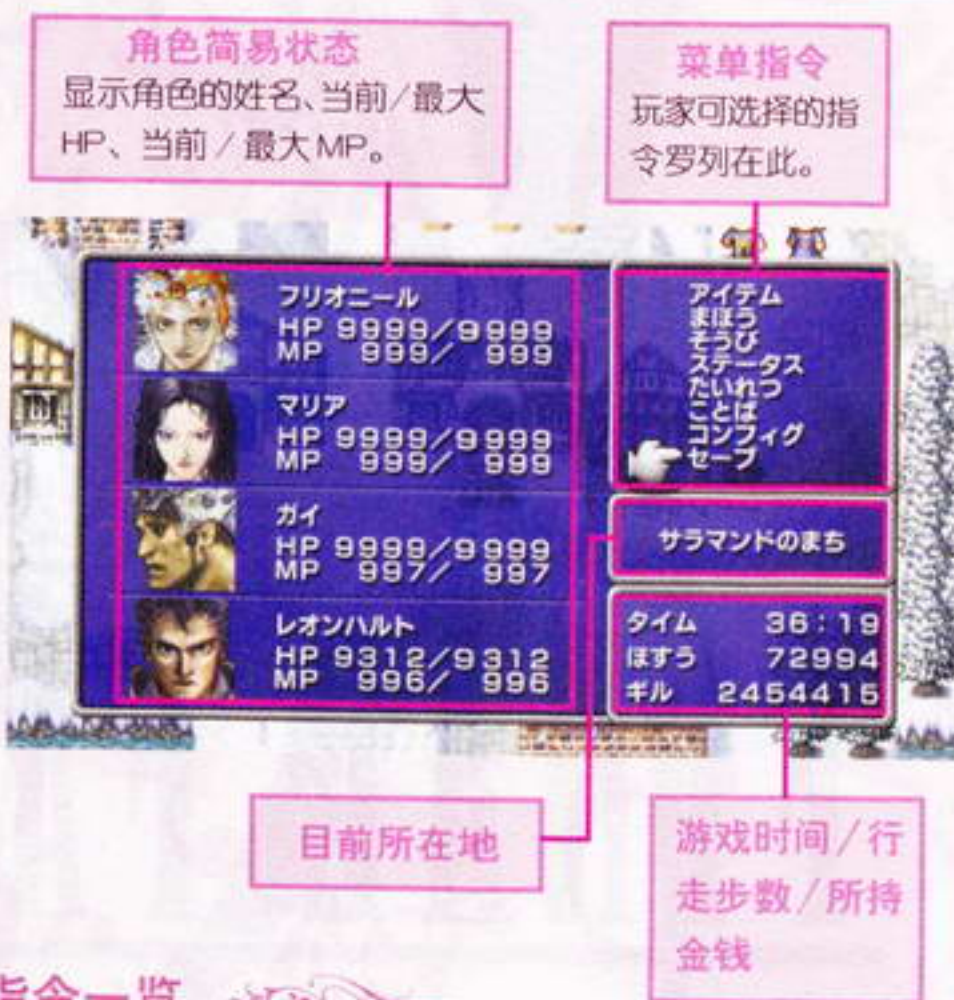 角色简易状态
显示角色的姓名、当前/最大
HP、当前/最大MP。
菜单指令
玩家可选择的指
令罗列在此。
フリオニール
HP 9999/9999
MP 999/ 999
マリア
HP 9999/9999
MP 999/ 999
ガイ
HP 9999/9999
MP 997/ 997
レオンハルト
HP 9312/9312
MP 996/ 996
アイテム
まほう
そうび
ステータス
たいれつ
ことば
コンフィグ
セーブ
サラマンドのまち
タイム 36:19
ほすう 72994
ギル 2454415
目前所在地
游戏时间/行
走步数/所持
金钱
指令一览